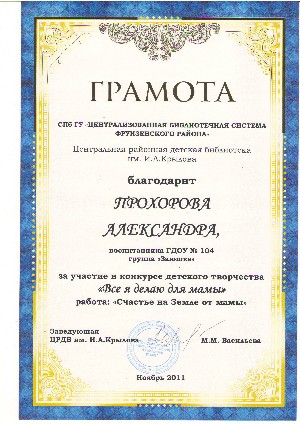 ГРАМОТА
СПб ГУ «ЦЕНТРАЛИЗОВАННАЯ БИБЛИОТЕЧНАЯ СИСТЕМА
ФРУНЗЕНСКОГО РАЙОНА»
Центральная районная детская библиотека
им. И.А.Крылова
благодарит
ПРОХОРОВА
АЛЕКСАНДРА,
воспитанника ГДОУ № 104
группа
за участие в конкурсе детского творчества
«Все я делаю для мамы»
работа: «Счастье на Земле от мамы»
Заведующая
ЦРДБ им. И.А.Крылова
М.М. Васильева
Ноябрь 2011